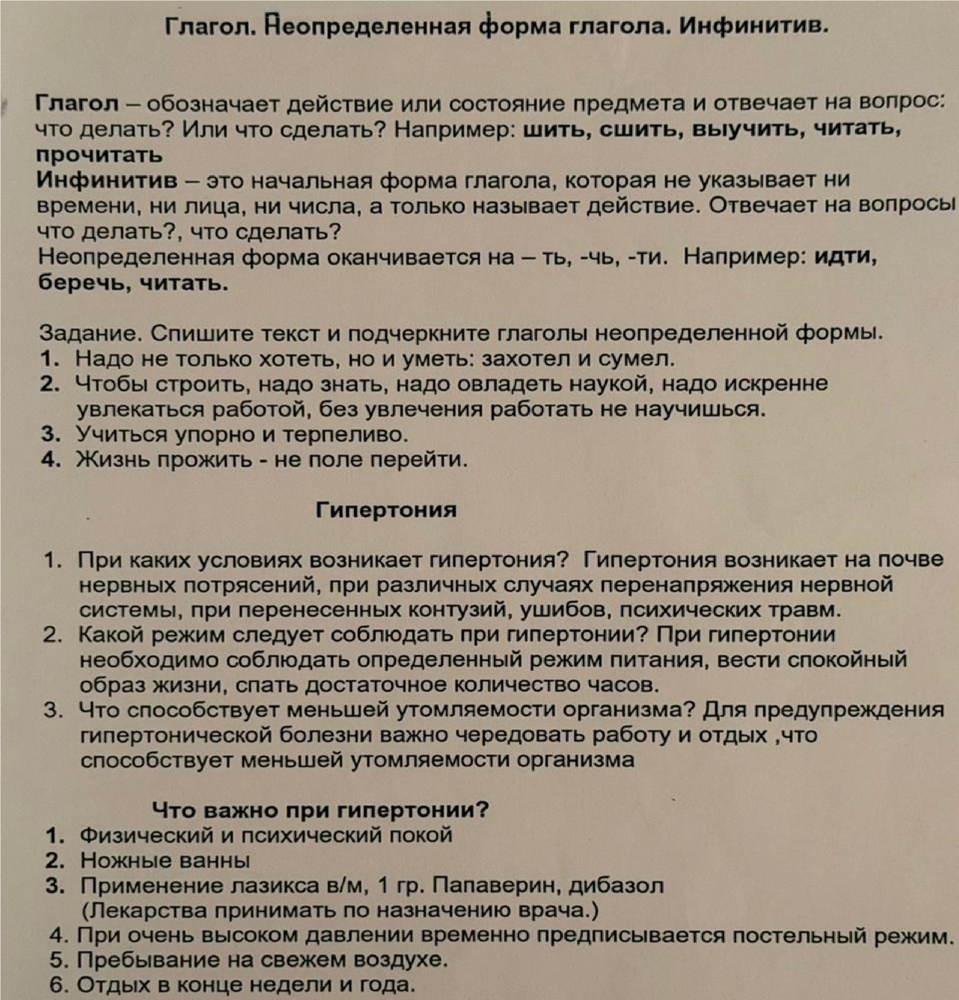 Глагол. Неопределенная форма глагола. Инфинитив.
Глагол – обозначает действие или состояние предмета и отвечает на вопрос:
что делать? Или что сделать? Например: шить, сшить, выучить, читать,
прочитать
Инфинитив – это начальная форма глагола, которая не указывает ни
времени, ни лица, ни числа, а только называет действие. Отвечает на вопросы
что делать?, что сделать?
Неопределенная форма оканчивается на – ть, -чь, -ти. Например: идти,
беречь, читать.
Задание. Спишите текст и подчеркните глаголы неопределенной формы.
1. Надо не только хотеть, но и уметь: захотел и сумел.
2. Чтобы строить, надо знать, надо овладеть наукой, надо искренне
увлекаться работой, без увлечения работать не научишься.
3. Учиться упорно и терпеливо.
4. Жизнь прожить - не поле перейти.
Гипертония
1. При каких условиях возникает гипертония? Гипертония возникает на почве
нервных потрясений, при различных случаях перенапряжения нервной
системы, при перенесенных контузий, ушибов, психических травм.
2. Какой режим следует соблюдать при гипертонии? При гипертонии
необходимо соблюдать определенный режим питания, вести спокойный
образ жизни, спать достаточное количество часов.
3. Что способствует меньшей утомляемости организма? Для предупреждения
гипертонической болезни важно чередовать работу и отдых ,что
способствует меньшей утомляемости организма
Что важно при гипертонии?
1. Физический и психический покой
2. Ножные ванны
3. Применение лазикса в/м, 1 гр. Папаверин, дибазол
(Лекарства принимать по назначению врача.)
4. При очень высоком давлении временно предписывается постельный режим.
5. Пребывание на свежем воздухе.
6. Отдых в конце недели и года.